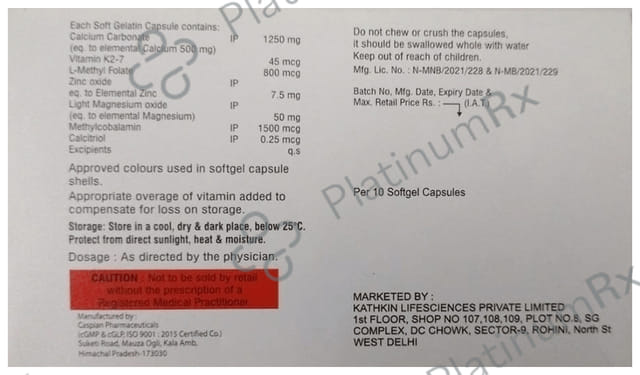 Each Soft Gelatin Capsule contains:
Calcium Carbonate IP 1250 mg
(eq. to elemental Calcium 500 mg)
Vitamin K2-7 45 mcg
L-Methyl Folate 800 mcg
Zinc oxide IP
eq. to Elemental Zinc 7.5 mg
Light Magnesium oxide IP
(eq. to elemental Magnesium) 50 mg
Methylcobalamin IP 1500 mcg
Calcitriol IP 0.25 mcg
Excipients q.s
Approved colours used in softgel capsule
shells.
Appropriate overage of vitamin added to
compensate for loss on storage.
Storage: Store in a cool, dry & dark place, below 25°C.
Protect from direct sunlight, heat & moisture.
Dosage : As directed by the physician.
CAUTION : Not to be sold by retail
without the prescription of a
Registered Medical Practitioner.
Manufactured by :
Caspian Pharmaceuticals
(cGMP & cGLP, ISO 9001 : 2015 Certified Co.)
Suketi Road, Mauza Ogli, Kala Amb,
Himachal Pradesh-173030
Do not chew or crush the capsules,
it should be swallowed whole with water
Keep out of reach of children.
Mfg. Lic. No. : N-MNB/2021/228 & N-MB/2021/229
Batch No, Mfg. Date, Expiry Date &
Max. Retail Price Rs. : (I.A.T.)
Per 10 Softgel Capsules
MARKETED BY :
KATHKIN LIFESCIENCES PRIVATE LIMITED
1st FLOOR, SHOP NO 107,108,109, PLOT NO.8, SG
COMPLEX, DC CHOWK, SECTOR-9, ROHINI, North St
WEST DELHI
PlatinumRx
PlatinumRx